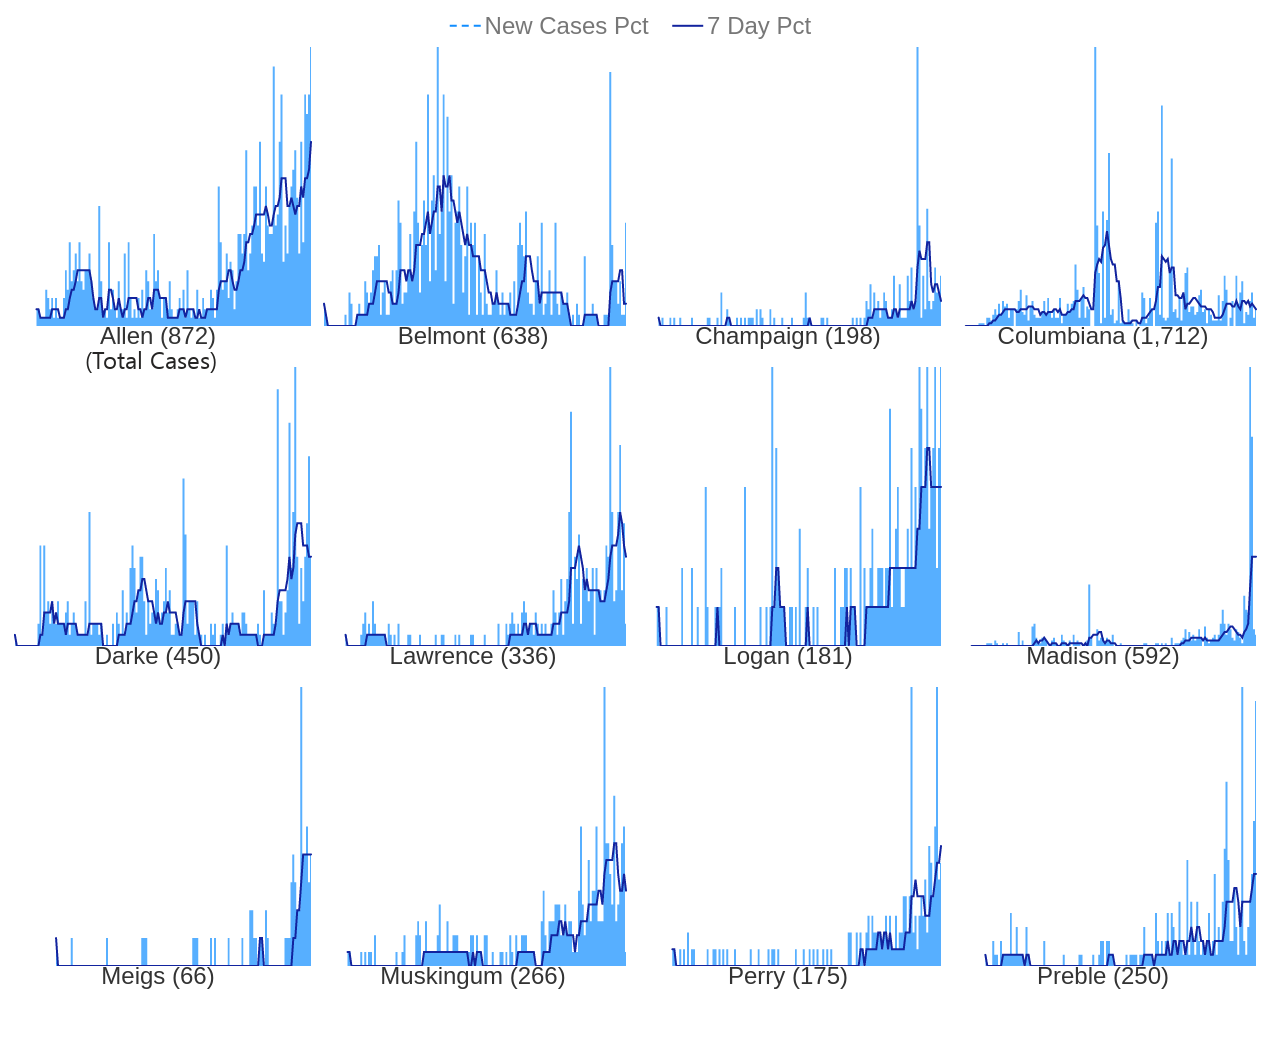 New Cases Pct 7 Day Pct
Allen (872) Belmont (638) Champaign (198) Columbiana (1,712)
(Total Cases)
Darke (450) Lawrence (336) Logan (181) Madison (592)
Meigs (66) Muskingum (266) Perry (175) Preble (250)